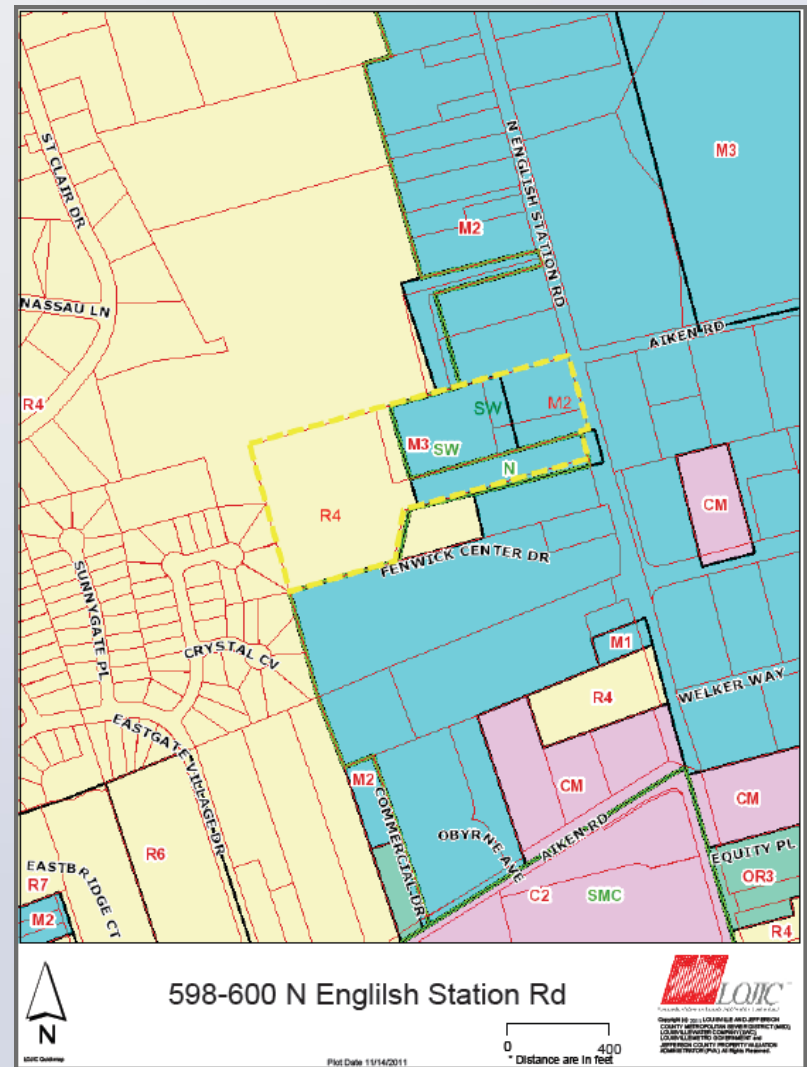 ST CLAIR DR
N ENGLISH STATION RD
M3
M2
NASSAU LN
AIKEN RD
R4
SW
M2
M3
SW
N
R4
CM
FENWICK CENTER DR
SUNNYGATE PL
CRYSTAL CV
M1
R4
WELKER WAY
EASTGATE VILLAGE DR
M2
CM
CM
COMMERCIAL DR
OBYRNE AVE
AIKEN RD
EQUITY PL
R6
EASTBRIDGE CT
R7
M2
C2
SMC
OR3
R4
N
598-600 N Englilsh Station Rd
LOJIC
0
400
* Distance are in feet
LOJIC Quickmap
Plot Date 11/14/2011